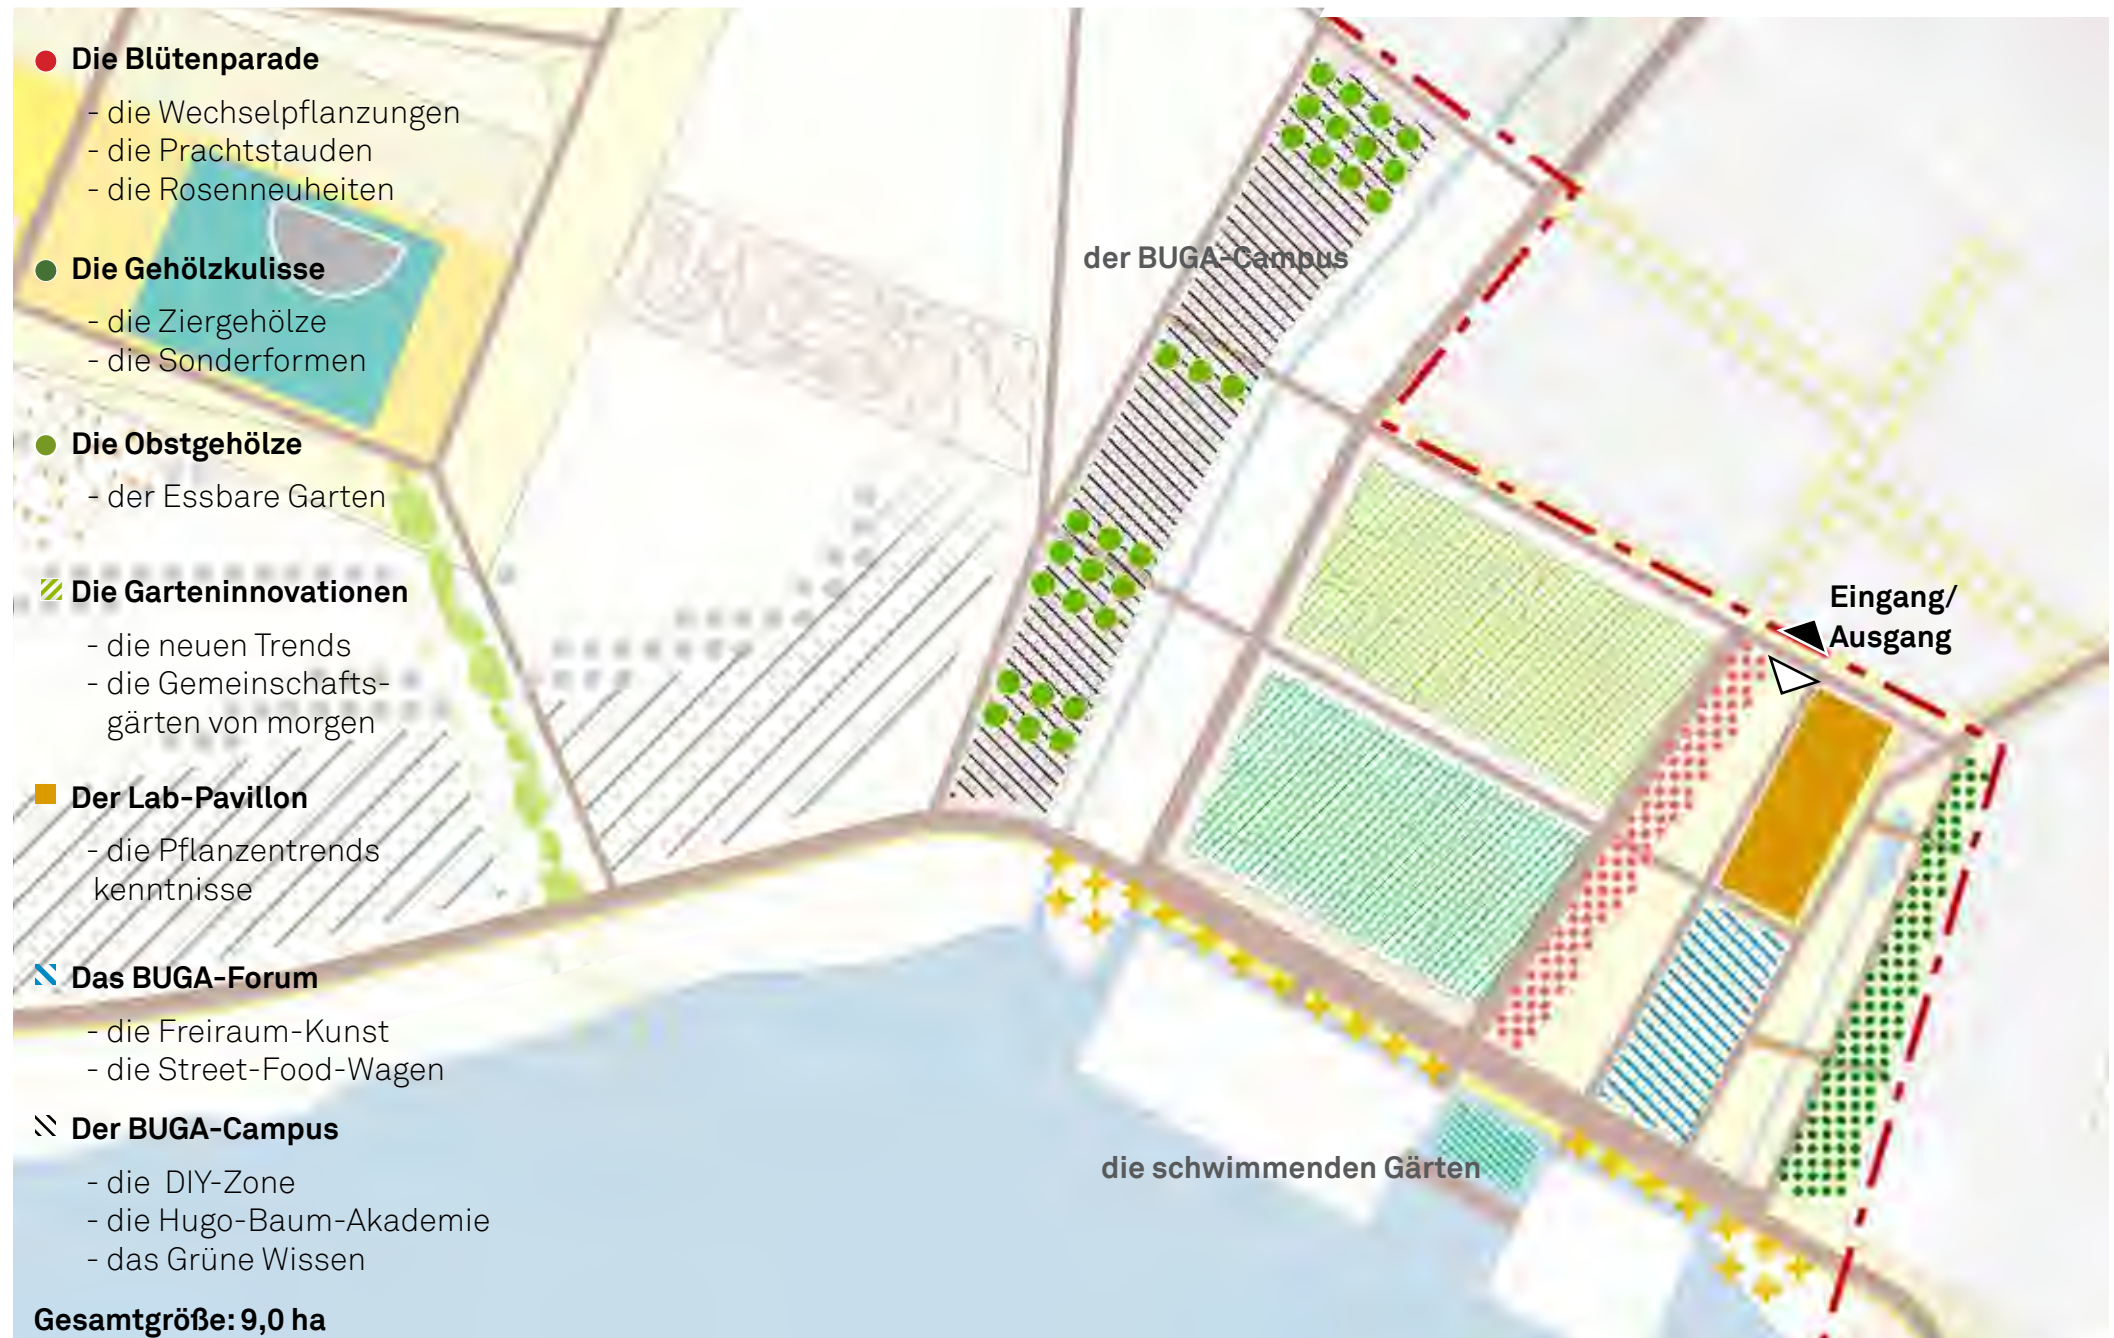 Die Blütenparade
- die Wechselpflanzungen
- die Prachtstauden
- die Rosenneuheiten
Die Gehölzkulisse
- die Ziergehölze
- die Sonderformen
Die Obstgehölze
- der Essbare Garten
Die Garteninnovationen
- die neuen Trends
- die Gemeinschafts-
gärten von morgen
Der Lab-Pavillon
- die Pflanzentrends
kenntnisse
Das BUGA-Forum
- die Freiraum-Kunst
- die Street-Food-Wagen
Der BUGA-Campus
- die DIY-Zone
- die Hugo-Baum-Akademie
- das Grüne Wissen
Gesamtgröße: 9,0 ha
der BUGA-Campus
Eingang/
Ausgang
die schwimmenden Gärten